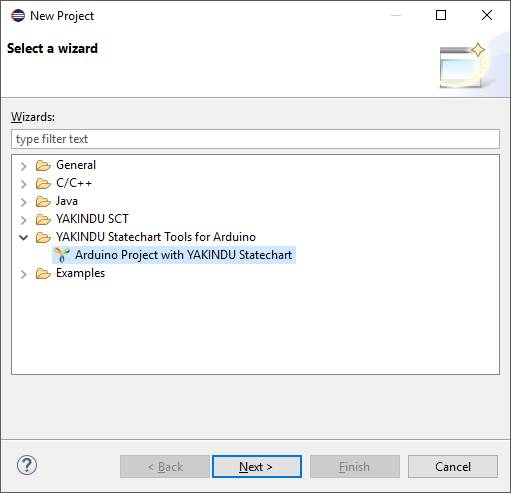 New Project
Select a wizard
Wizards:
type filter text
General
C/C++
Java
YAKINDU SCT
YAKINDU Statechart Tools for Arduino
Arduino Project with YAKINDU Statechart
Examples
? < Back Next > Finish Cancel